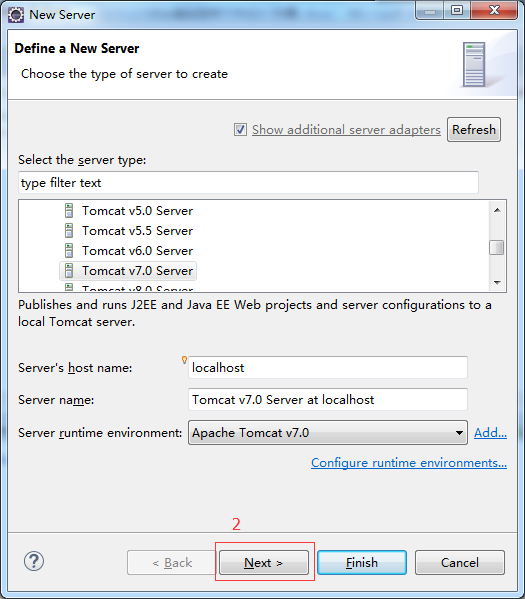 New Server
Define a New Server
Choose the type of server to create
Show additional server adapters Refresh
Select the server type:
type filter text
Tomcat v5.0 Server
Tomcat v5.5 Server
Tomcat v6.0 Server
Tomcat v7.0 Server
Tomcat v8.0 Server
Publishes and runs J2EE and Java EE Web projects and server configurations to a
local Tomcat server.
Server's host name: localhost
Server name: Tomcat v7.0 Server at localhost
Server runtime environment: Apache Tomcat v7.0 Add...
Configure runtime environments...
2
? < Back Next > Finish Cancel